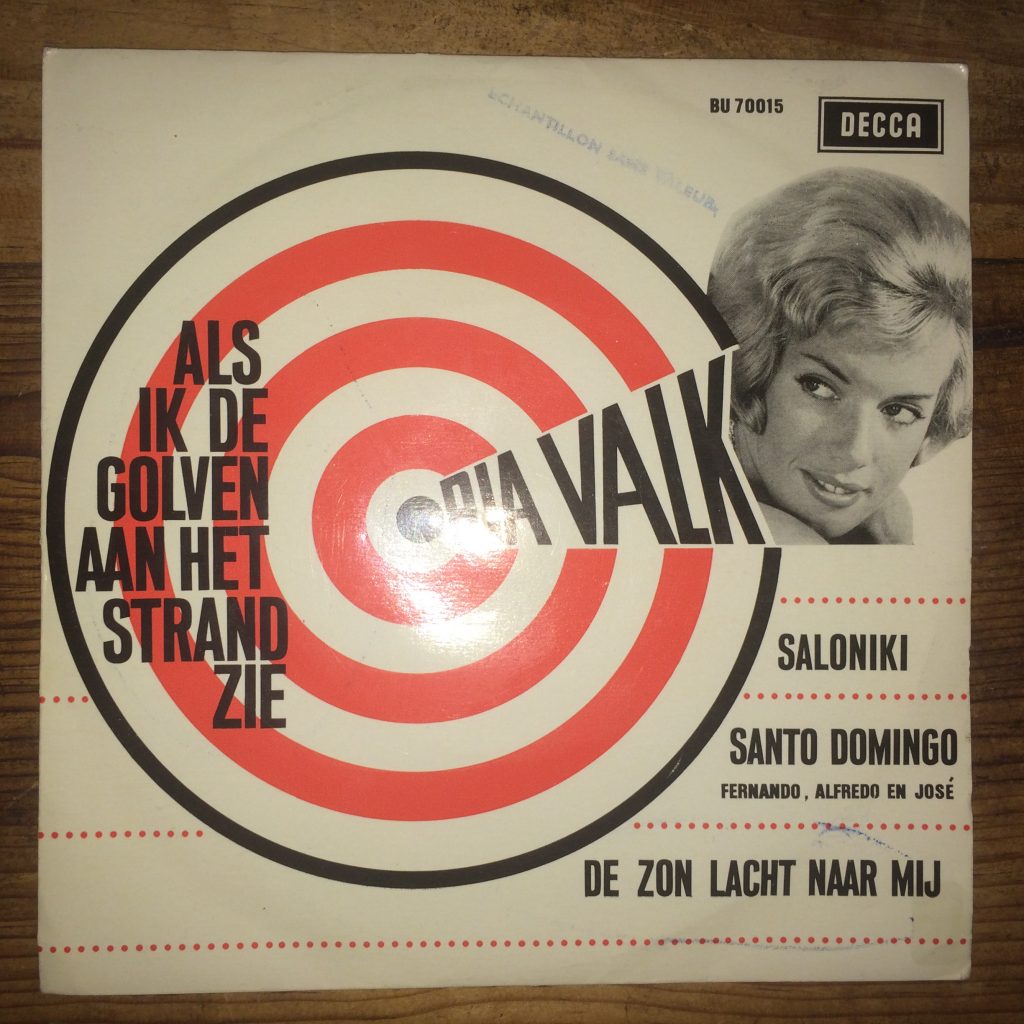 BU 70015
DECCA
ECHANTILLON SANS VALEUR
ALS
IK DE
GOLVEN
AAN HET
STRAND
ZIE
RIA VALK
SALONIKI
SANTO DOMINGO
FERNANDO, ALFREDO EN JOSÉ
DE ZON LACHT NAAR MIJ